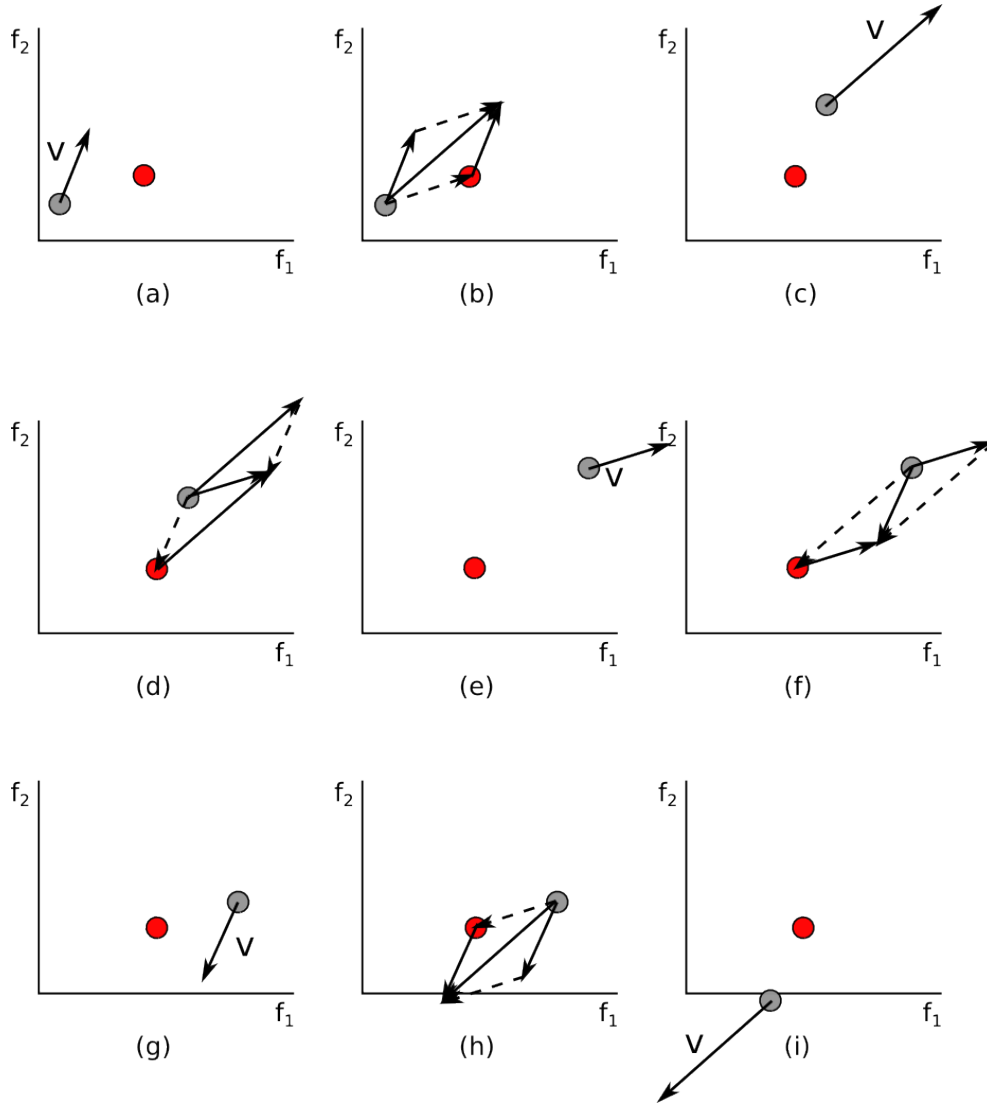 f₂ V f₁ (a)
f₂ f₁ (b)
f₂ V f₁ (c)
f₂ f₁ (d)
f₂ V f₁ (e)
f₂ f₁ (f)
f₂ V f₁ (g)
f₂ f₁ (h)
f₂ V f₁ (i)